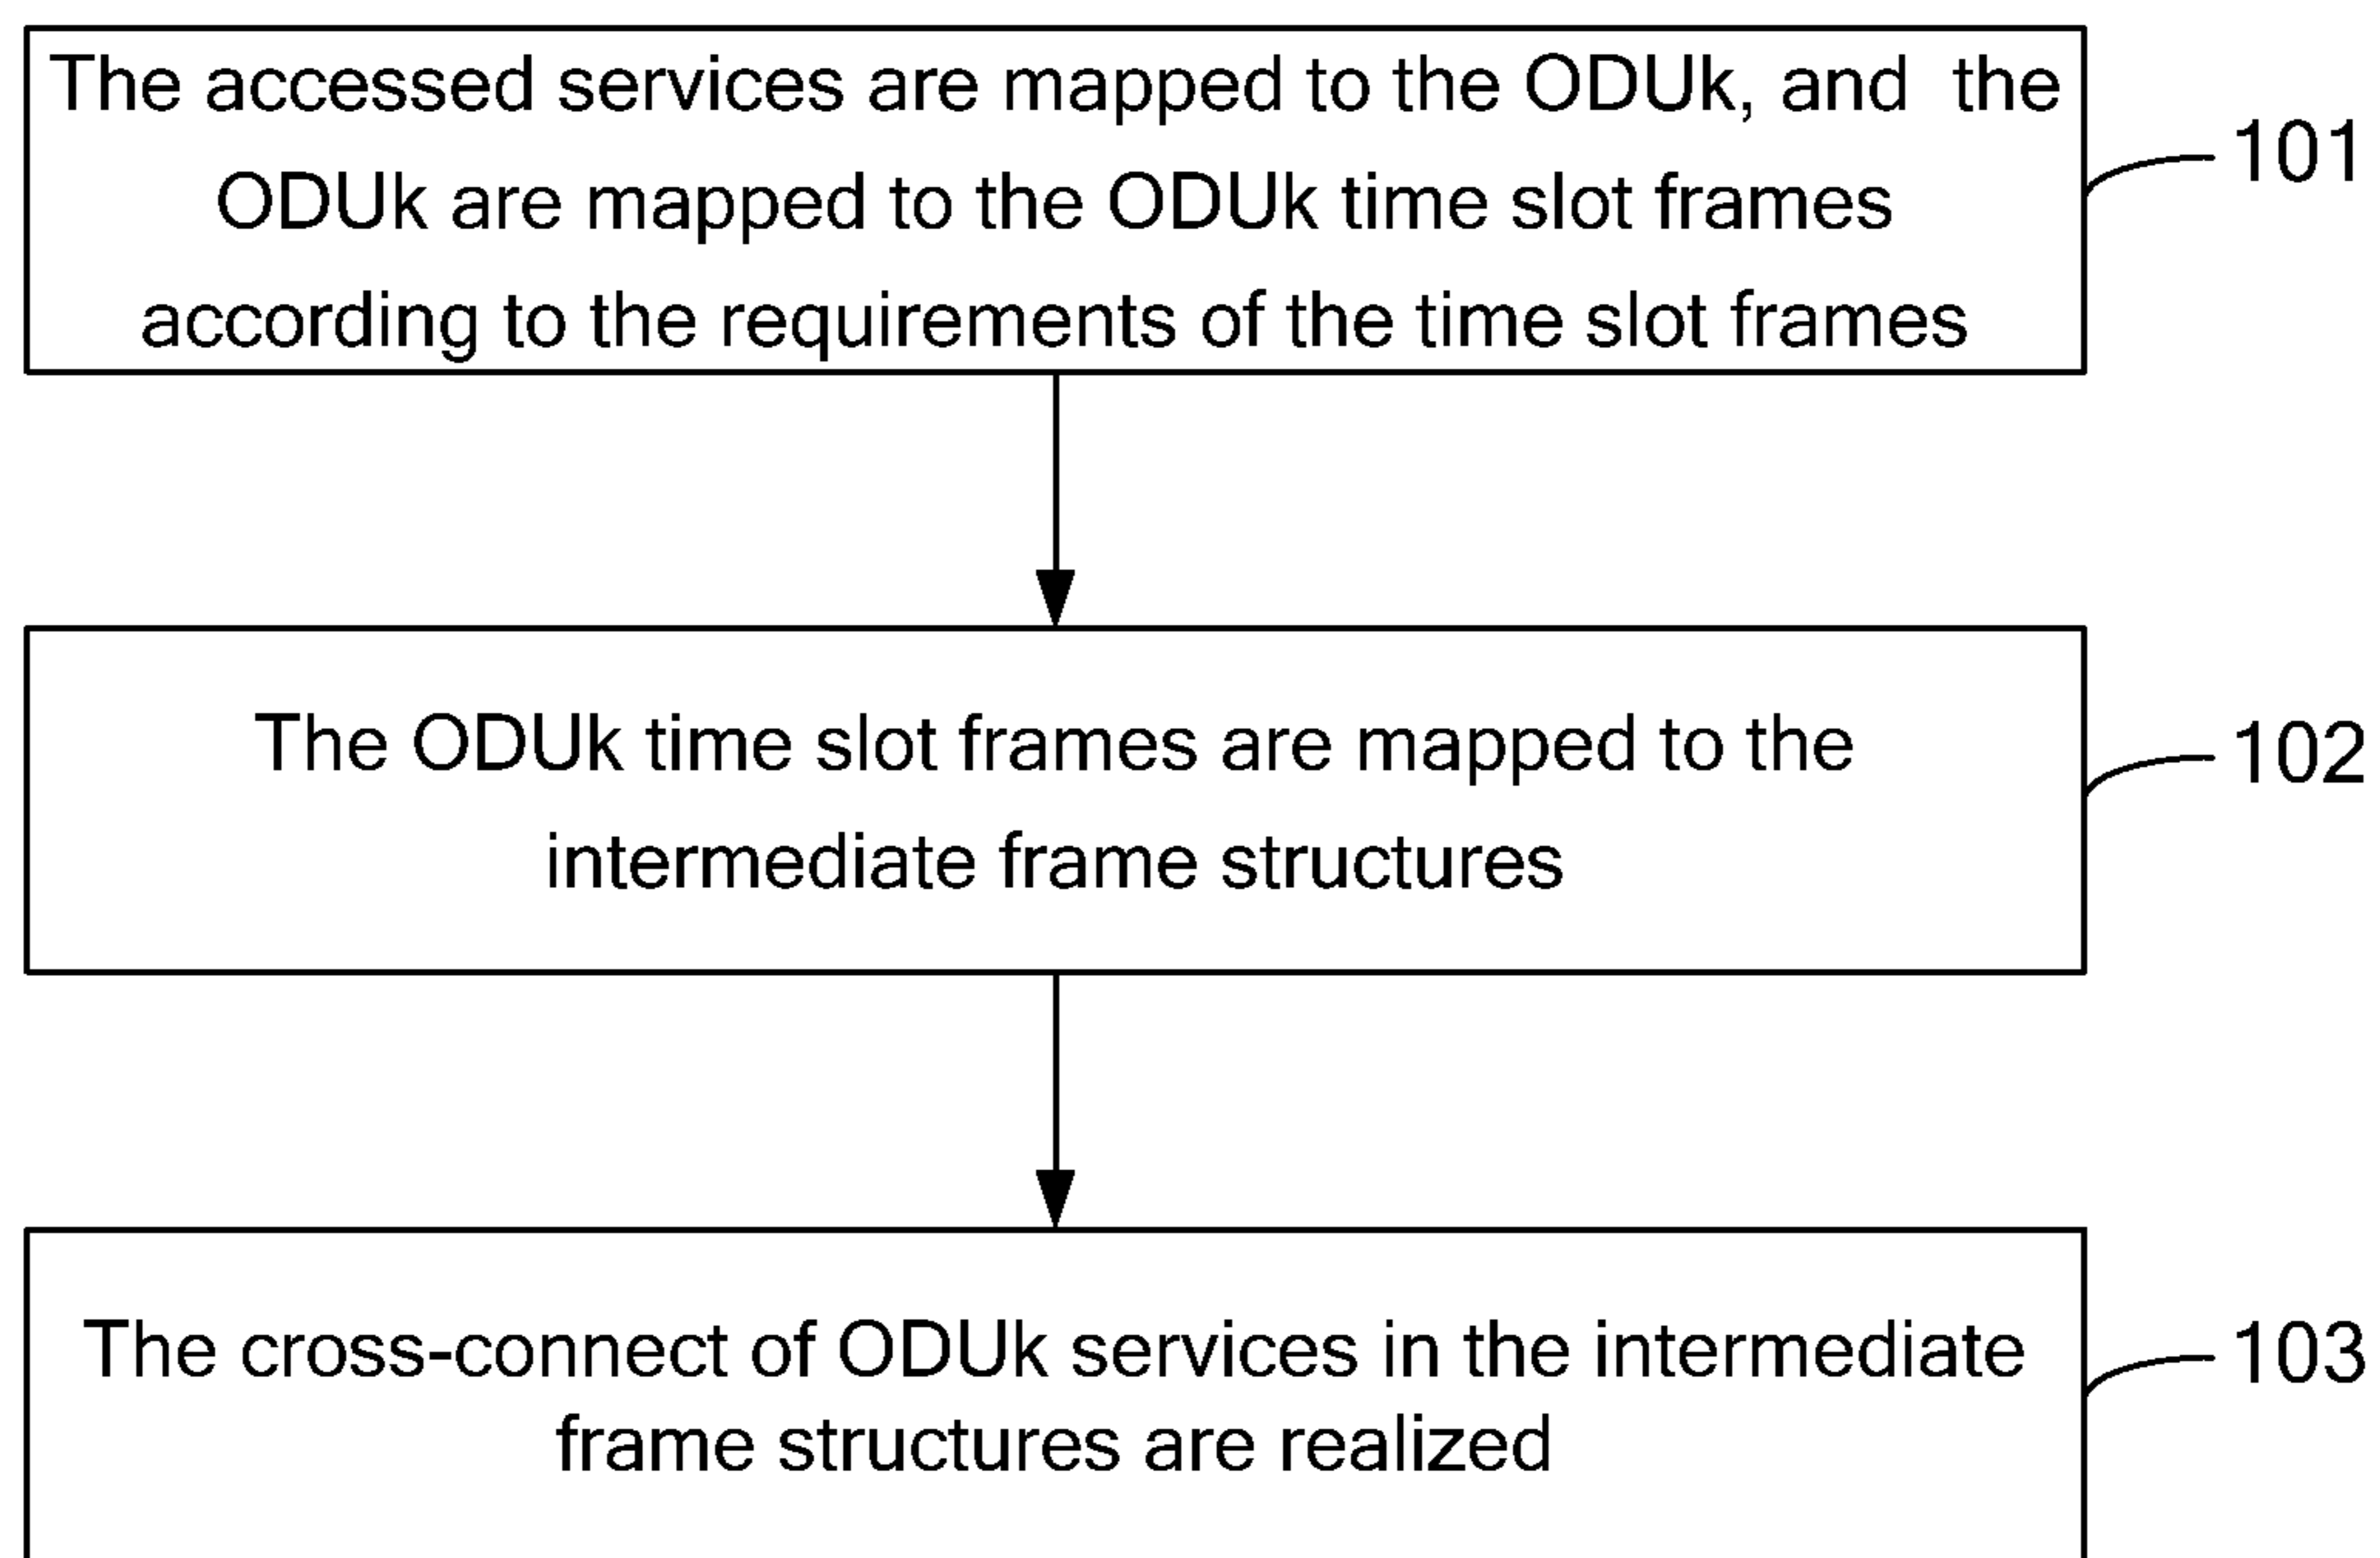 The accessed services are mapped to the ODUk, and the
ODUk are mapped to the ODUk time slot frames
according to the requirements of the time slot frames
101
The ODUk time slot frames are mapped to the
intermediate frame structures
102
The cross-connect of ODUk services in the intermediate
frame structures are realized
103